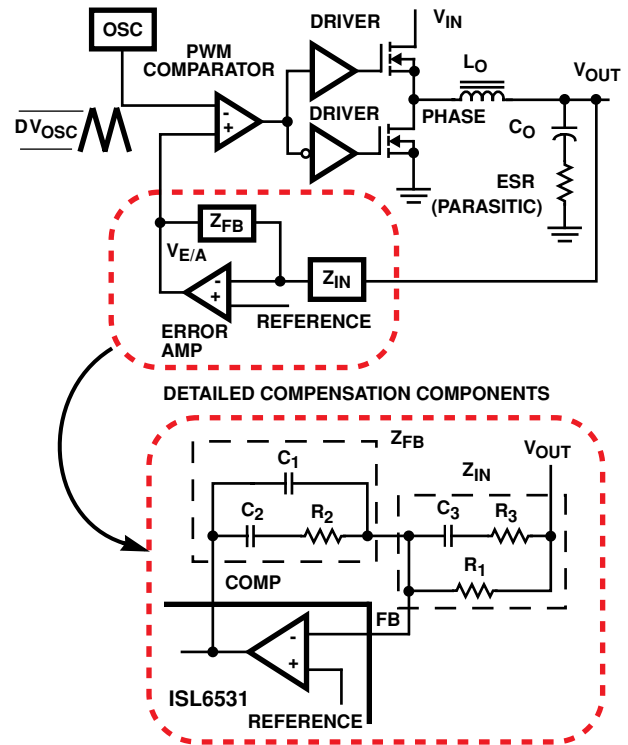 OSC
PWM
COMPARATOR
DRIVER
VIN
LO
VOUT
DVOSC
-
+
DRIVER
PHASE
CO
ESR
(PARASITIC)
ZFB
VE/A
-
+
ZIN
REFERENCE
ERROR
AMP
DETAILED COMPENSATION COMPONENTS
ZFB
VOUT
C1
ZIN
C2
R2
C3
R3
R1
COMP
FB
-
+
ISL6531
REFERENCE